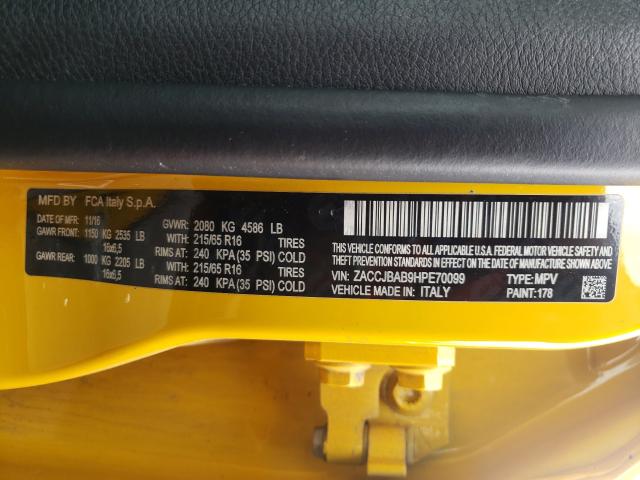 MFD BY FCA Italy S.p.A.
DATE OF MFR 11/16 GVWR: 2080 KG 4586 LB
GAWR FRONT: 1150 KG 2535 LB WITH: 215/65 R16 TIRES
16x6,5 RIMS AT: 240 KPA (35 PSI) COLD
GAWR REAR: 1000 KG 2205 LB WITH: 215/65 R16 TIRES
16x6,5 RIMS AT: 240 KPA (35 PSI) COLD
THIS VEHICLE CONFORMS TO ALL APPLICABLE U.S.A. FEDERAL MOTOR VEHICLE SAFETY, BUMPER AND
THEFT PREVENTION STANDARDS IN EFFECT ON THE DATE OF MANUFACTURE SHOWN ABOVE.
VIN: ZACCJBAB9HPE70099 TYPE: MPV
VEHICLE MADE IN: ITALY PAINT: 178